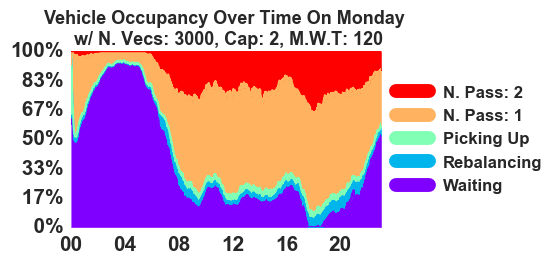 Vehicle Occupancy Over Time On Monday
w/ N. Vecs: 3000, Cap: 2, M.W.T: 120
100%
83%
67%
50%
33%
17%
0%
00 04 08 12 16 20
N. Pass: 2
N. Pass: 1
Picking Up
Rebalancing
Waiting